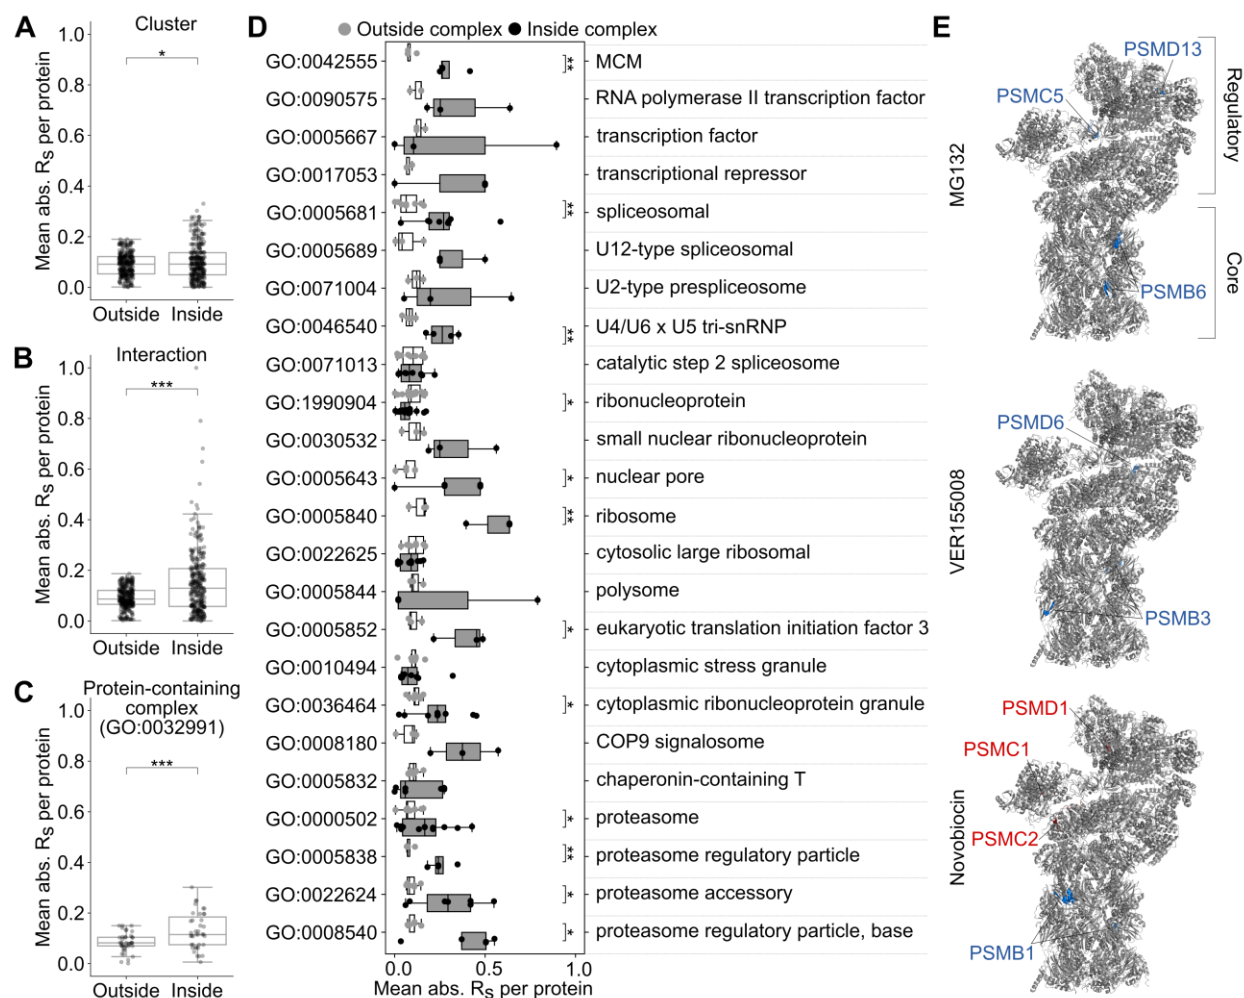 A
Cluster
Mean abs. RS per protein
1.0
0.8
0.6
0.4
0.2
0.0
*
Outside Inside
B
Interaction
Mean abs. RS per protein
1.0
0.8
0.6
0.4
0.2
0.0
***
Outside Inside
C
Protein-containing
complex
(GO:0032991)
Mean abs. RS per protein
1.0
0.8
0.6
0.4
0.2
0.0
***
Outside Inside
D
Outside complex Inside complex
GO:0042555 ** MCM
GO:0090575 RNA polymerase II transcription factor
GO:0005667 transcription factor
GO:0017053 transcriptional repressor
GO:0005681 ** spliceosomal
GO:0005689 U12-type spliceosomal
GO:0071004 U2-type prespliceosome
GO:0046540 ** U4/U6 x U5 tri-snRNP
GO:0071013 catalytic step 2 spliceosome
GO:1990904 * ribonucleoprotein
GO:0030532 small nuclear ribonucleoprotein
GO:0005643 * nuclear pore
GO:0005840 ** ribosome
GO:0022625 cytosolic large ribosomal
GO:0005844 polysome
GO:0005852 * eukaryotic translation initiation factor 3
GO:0010494 cytoplasmic stress granule
GO:0036464 * cytoplasmic ribonucleoprotein granule
GO:0008180 COP9 signalosome
GO:0005832 chaperonin-containing T
GO:0000502 * proteasome
GO:0005838 ** proteasome regulatory particle
GO:0022624 * proteasome accessory
GO:0008540 * proteasome regulatory particle, base
0.0 0.5 1.0
Mean abs. RS per protein
E
MG132
PSMD13
PSMC5
PSMB6
Regulatory
Core
VER155008
PSMD6
PSMB3
Novobiocin
PSMD1
PSMC1
PSMC2
PSMB1